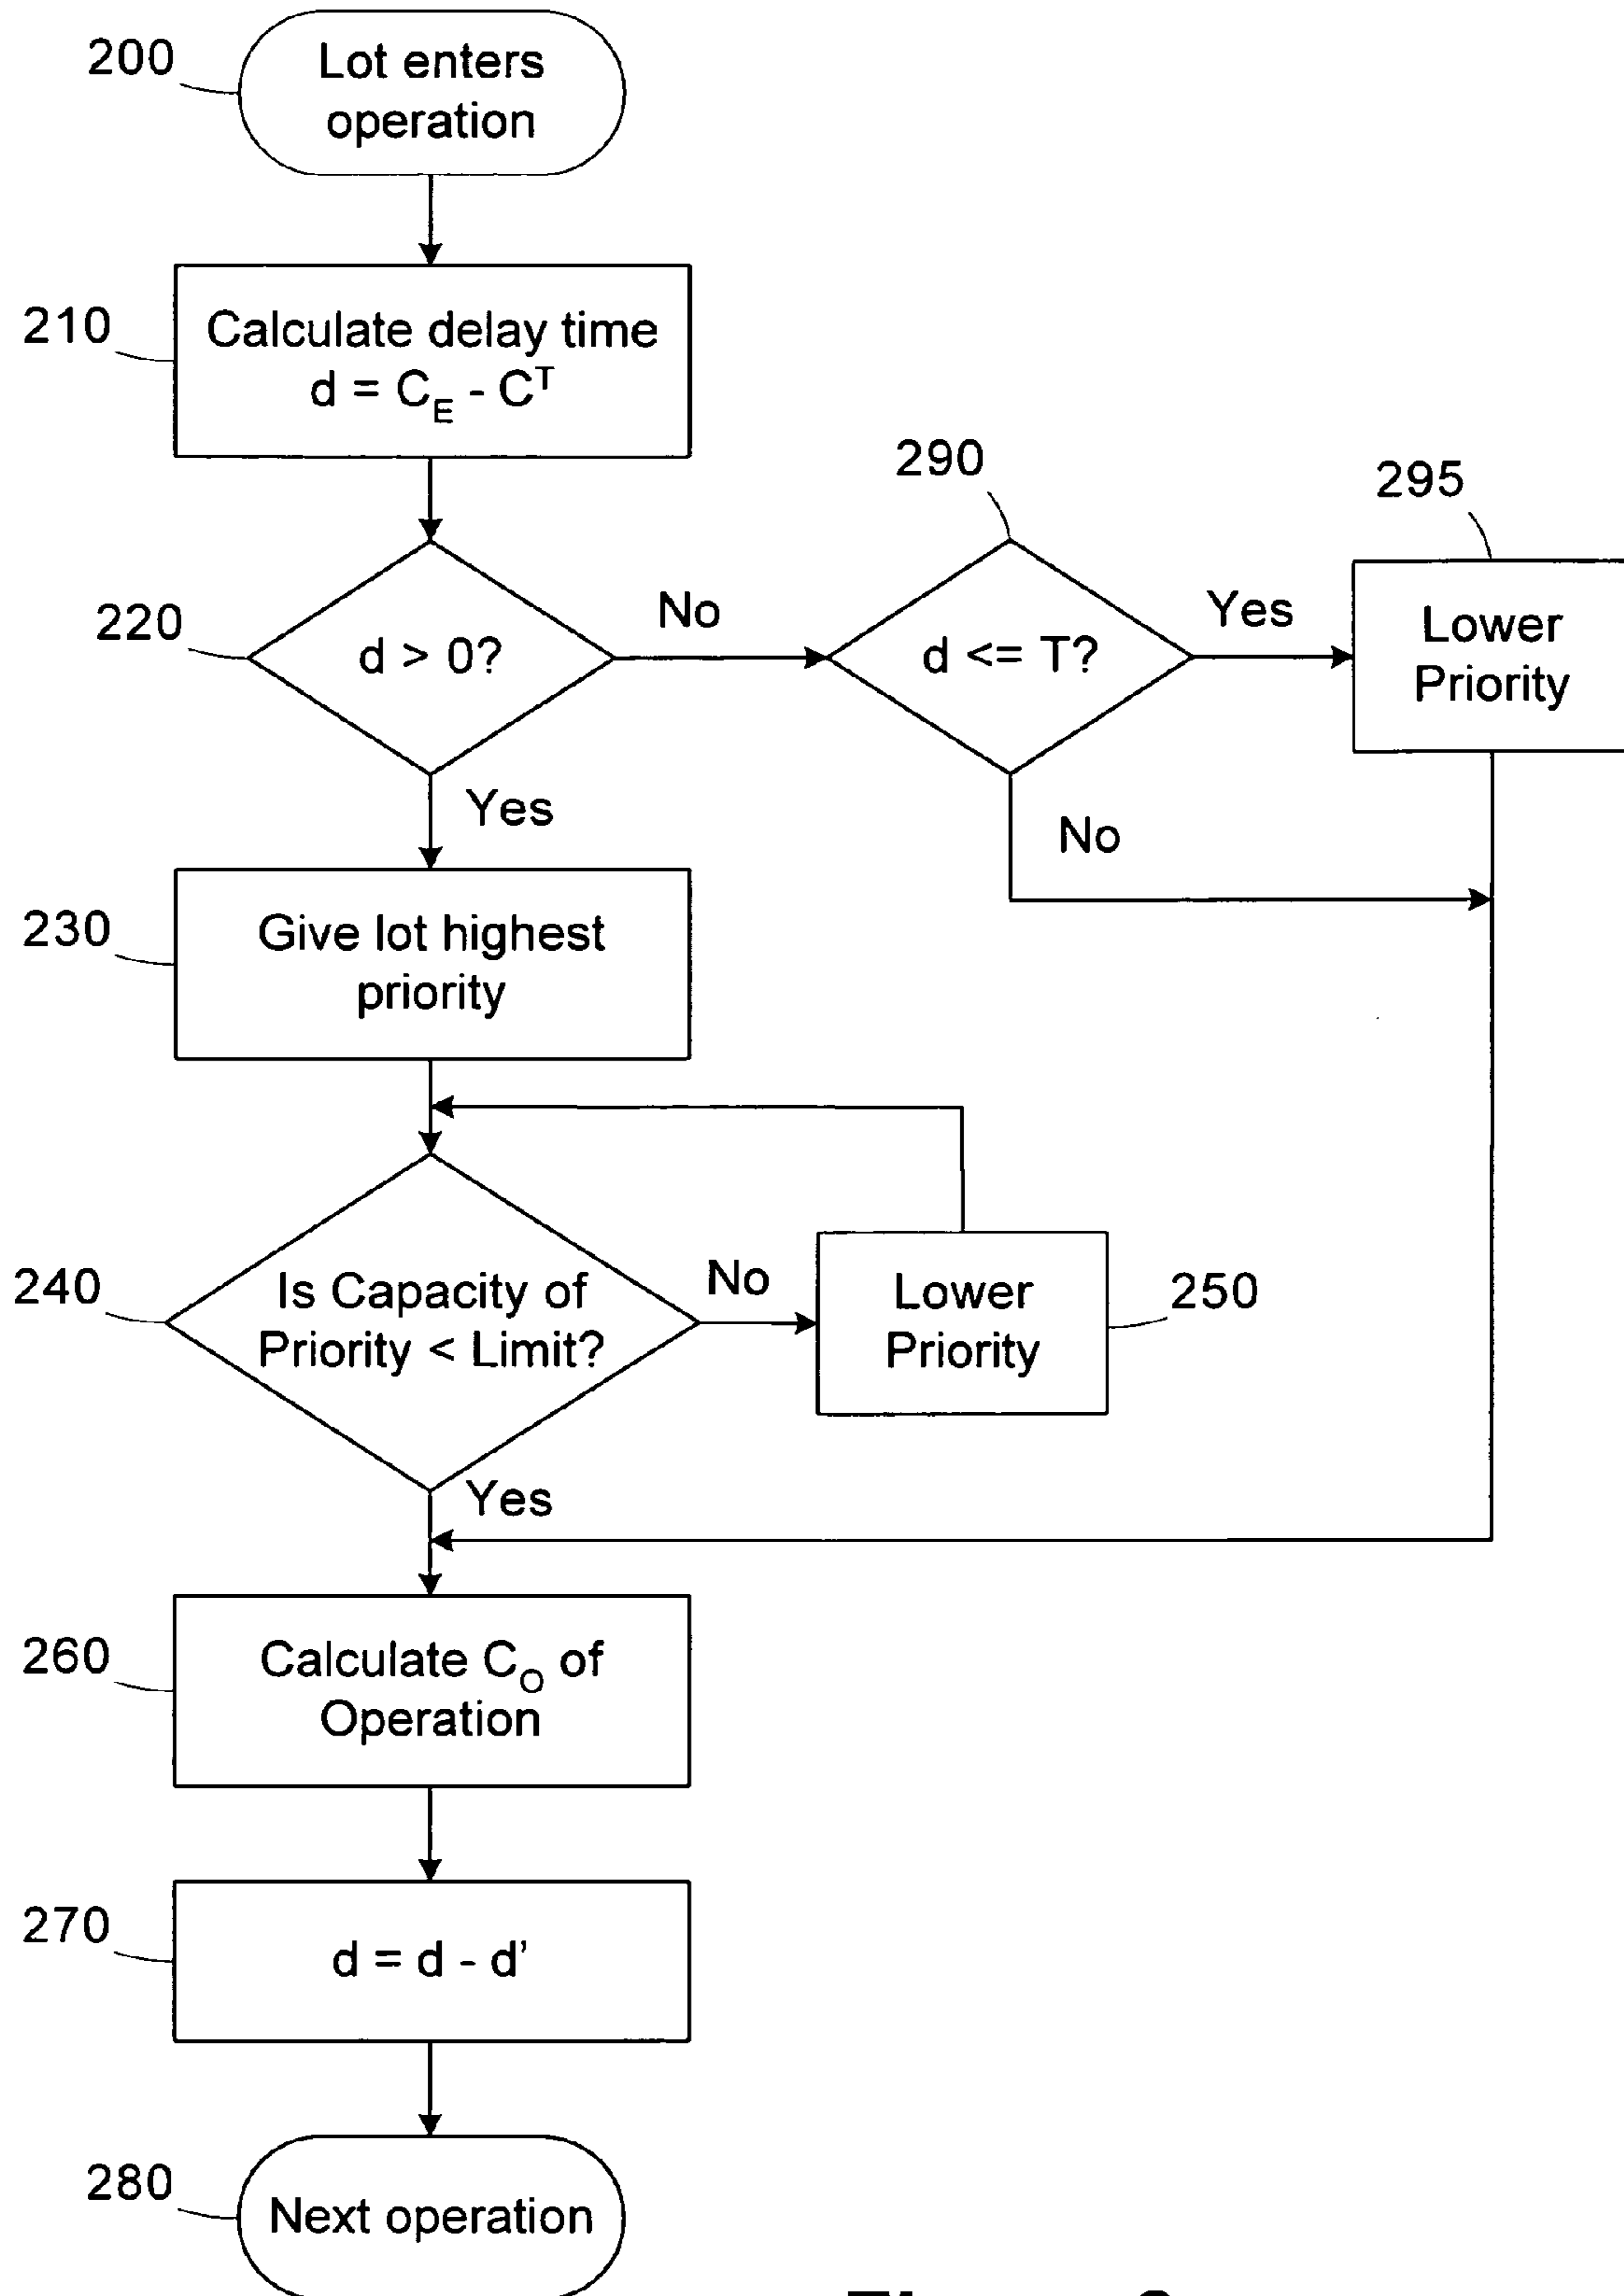 200
Lot enters
operation
210
Calculate delay time
d = C_E - C^T
290
295
220
d > 0?
No
d <= T?
Yes
Lower
Priority
Yes
No
230
Give lot highest
priority
240
Is Capacity of
Priority < Limit?
No
Lower
Priority
250
Yes
260
Calculate C_O of
Operation
270
d = d - d'
280
Next operation